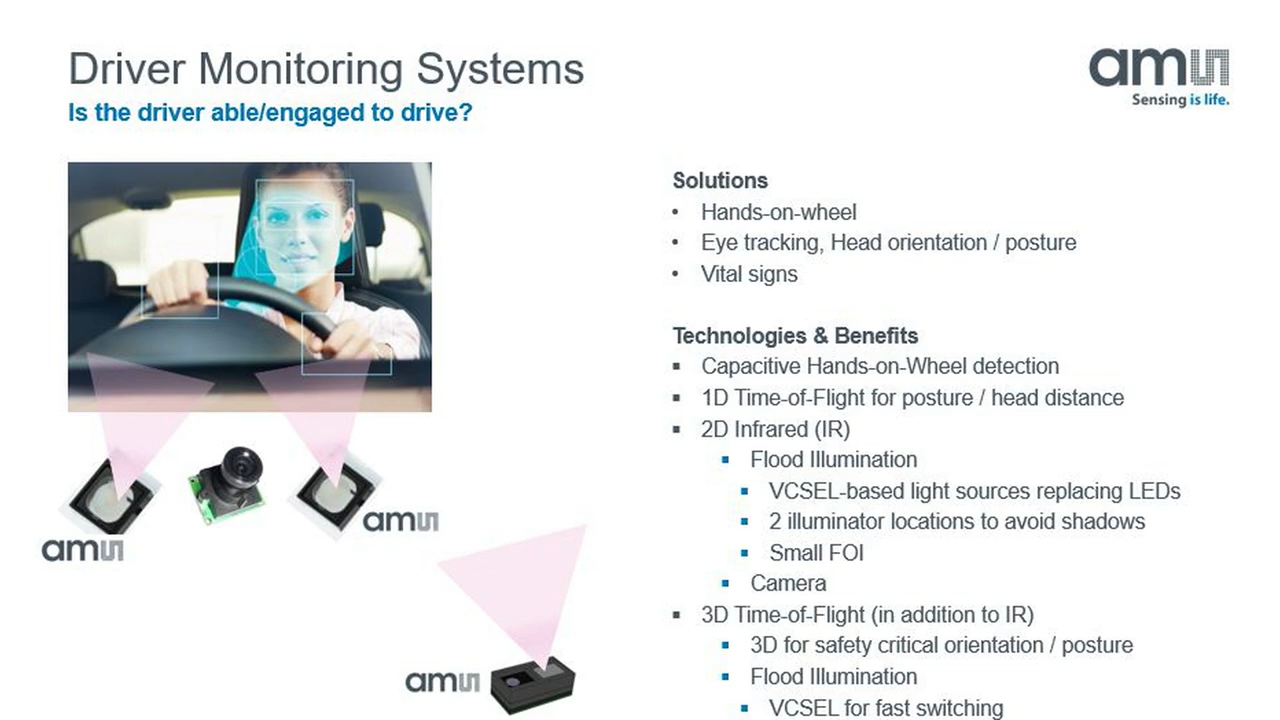 Driver Monitoring Systems
Is the driver able/engaged to drive?
amu
Sensing is life.
Solutions
• Hands-on-wheel
• Eye tracking, Head orientation / posture
• Vital signs
Technologies & Benefits
▪ Capacitive Hands-on-Wheel detection
▪ 1D Time-of-Flight for posture / head distance
▪ 2D Infrared (IR)
▪ Flood Illumination
▪ VCSEL-based light sources replacing LEDs
▪ 2 illuminator locations to avoid shadows
▪ Small FOI
▪ Camera
▪ 3D Time-of-Flight (in addition to IR)
▪ 3D for safety critical orientation / posture
▪ Flood Illumination
▪ VCSEL for fast switching
am
am
am